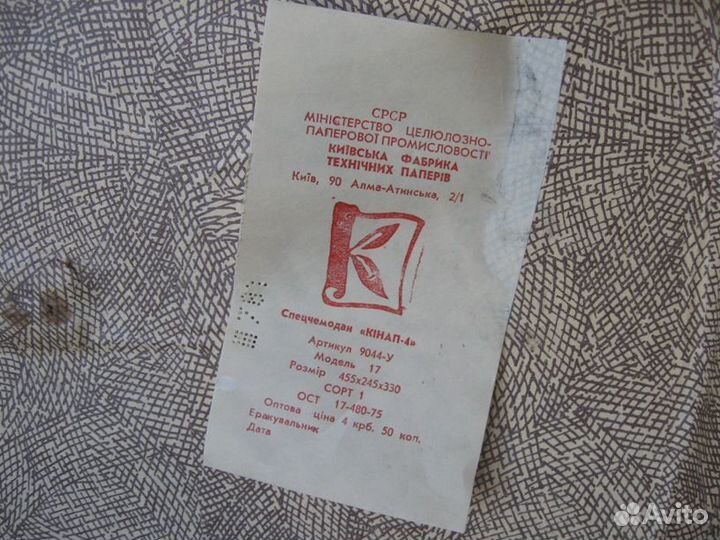 СРСР
МІНІСТЕРСТВО ЦЕЛЮЛОЗНО-
ПАПЕРОВОЇ ПРОМИСЛОВОСТІ
КИЇВСЬКА ФАБРИКА
ТЕХНІЧНИХ ПАПЕРІВ
Київ, 90 Алма-Атинська, 2/1
К
Спецчемодан «КІНАП-4»
Артикул 9044-У
Модель 17
Розмір 455х245х330
СОРТ 1
ОСТ 17-480-75
Оптова ціна 4 крб. 50 коп.
Бракувальник
Дата
Avito